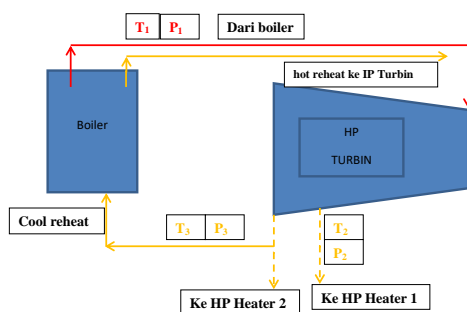 T1 P1 Dari boiler
hot reheat ke IP Turbin
Boiler
HP
TURBIN
Cool reheat
T3 P3
T2
P2
Ke HP Heater 2
Ke HP Heater 1